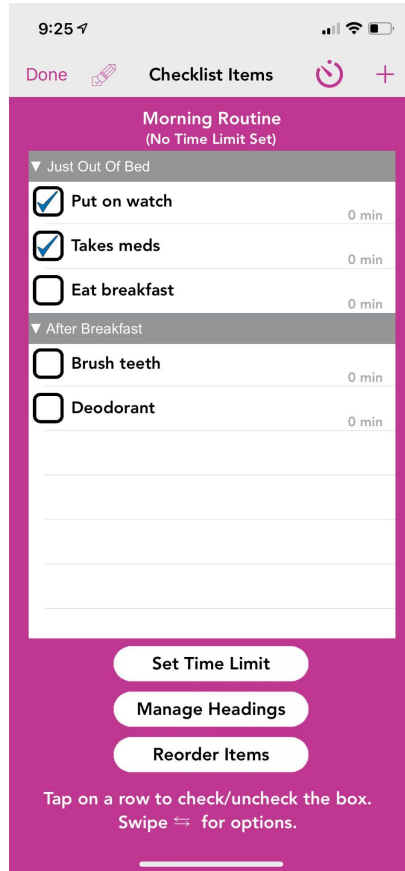 9:25
Done Checklist Items +
Morning Routine
(No Time Limit Set)
▼ Just Out Of Bed
Put on watch
0 min
Takes meds
0 min
Eat breakfast
0 min
▼ After Breakfast
Brush teeth
0 min
Deodorant
0 min
Set Time Limit
Manage Headings
Reorder Items
Tap on a row to check/uncheck the box.
Swipe ⇆ for options.